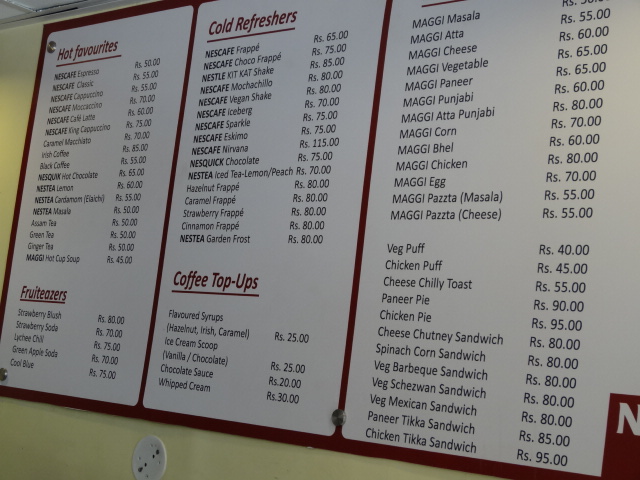 Hot favourites
NESCAFE Espresso Rs. 50.00
NESCAFE Classic Rs. 55.00
NESCAFE Cappuccino Rs. 55.00
NESCAFE Moccaccino Rs. 70.00
NESCAFE Café Latte Rs. 60.00
NESCAFE King Cappuccino Rs. 75.00
Caramel Macchiato Rs. 70.00
Irish Coffee Rs. 85.00
Black Coffee Rs. 55.00
NESQUIK Hot Chocolate Rs. 65.00
NESTEA Lemon Rs. 60.00
NESTEA Cardamom (Elaichi) Rs. 55.00
NESTEA Masala Rs. 50.00
Assam Tea Rs. 50.00
Green Tea Rs. 50.00
Ginger Tea Rs. 50.00
MAGGI Hot Cup Soup Rs. 45.00
Fruiteazers
Strawberry Blush Rs. 80.00
Strawberry Soda Rs. 70.00
Lychee Chill Rs. 75.00
Green Apple Soda Rs. 70.00
Cool Blue Rs. 75.00
Cold Refreshers
NESCAFE Frappé Rs. 65.00
NESCAFE Choco Frappé Rs. 75.00
NESTLE KIT KAT Shake Rs. 85.00
NESCAFE Mochachillo Rs. 80.00
NESCAFE Vegan Shake Rs. 80.00
NESCAFE Iceberg Rs. 70.00
NESCAFE Sparkle Rs. 75.00
NESCAFE Eskimo Rs. 75.00
NESCAFE Nirvana Rs. 115.00
NESQUICK Chocolate Rs. 75.00
NESTEA Iced Tea-Lemon/Peach Rs. 70.00
Hazelnut Frappé Rs. 80.00
Caramel Frappé Rs. 80.00
Strawberry Frappé Rs. 80.00
Cinnamon Frappé Rs. 80.00
NESTEA Garden Frost Rs. 80.00
Coffee Top-Ups
Flavoured Syrups
(Hazelnut, Irish, Caramel) Rs. 25.00
Ice Cream Scoop
(Vanilla / Chocolate) Rs. 25.00
Chocolate Sauce Rs.20.00
Whipped Cream Rs.30.00
MAGGI Masala
MAGGI Atta Rs. 55.00
MAGGI Cheese Rs. 60.00
MAGGI Vegetable Rs. 65.00
MAGGI Paneer Rs. 65.00
MAGGI Punjabi Rs. 60.00
MAGGI Atta Punjabi Rs. 80.00
MAGGI Corn Rs. 70.00
MAGGI Bhel Rs. 60.00
MAGGI Chicken Rs. 80.00
MAGGI Egg Rs. 70.00
MAGGI Pazzta (Masala) Rs. 55.00
MAGGI Pazzta (Cheese) Rs. 55.00
Veg Puff Rs. 40.00
Chicken Puff Rs. 45.00
Cheese Chilly Toast Rs. 55.00
Paneer Pie Rs. 90.00
Chicken Pie Rs. 95.00
Cheese Chutney Sandwich Rs. 80.00
Spinach Corn Sandwich Rs. 80.00
Veg Barbeque Sandwich Rs. 80.00
Veg Schezwan Sandwich Rs. 80.00
Veg Mexican Sandwich Rs. 80.00
Paneer Tikka Sandwich Rs. 85.00
Chicken Tikka Sandwich Rs. 95.00
N